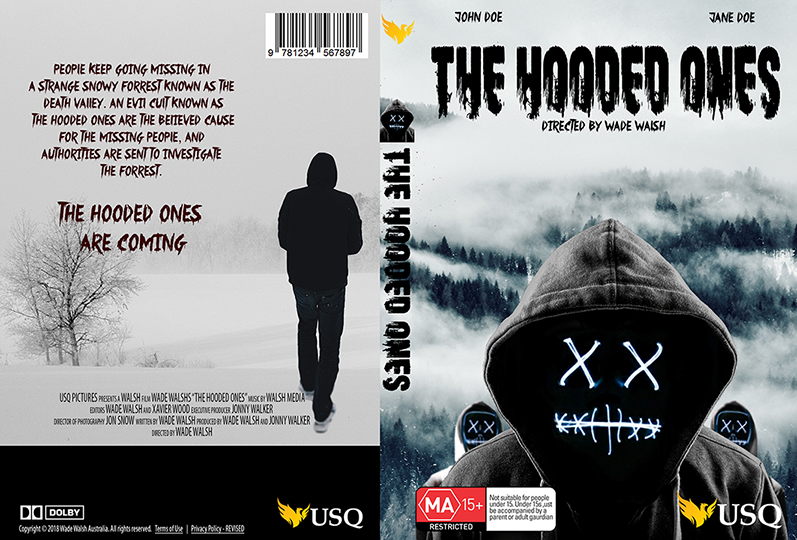 9 781234 567897
PEOPLE KEEP GOING MISSING IN
A STRANGE SNOWY FORREST KNOWN AS THE
DEATH VALLEY. AN EVIL CULT KNOWN AS
THE HOODED ONES ARE THE BELIEVED CAUSE
FOR THE MISSING PEOPLE, AND
AUTHORITIES ARE SENT TO INVESTIGATE
THE FORREST.
THE HOODED ONES
ARE COMING
USQ PICTURES PRESENTS A WALSH FILM WADE WALSH'S "THE HOODED ONES" MUSIC BY WALSH MEDIA
EDITORS WADE WALSH AND XAVIER WOOD EXECUTIVE PRODUCER JONNY WALKER
DIRECTOR OF PHOTOGRAPHY JON SNOW WRITTEN BY WADE WALSH PRODUCED BY WADE WALSH AND JONNY WALKER
DIRECTED BY WADE WALSH
DOLBY
Copyright © 2018 Wade Walsh Australia. All rights reserved. Terms of Use | Privacy Policy - REVISED
USQ
THE HOODED ONES
JOHN DOE
JANE DOE
THE HOODED ONES
DIRECTED BY WADE WALSH
MA 15+
RESTRICTED
Not suitable for people
under 15. Under 15s ,ust
be accompanied by a
parent or adult gaurdian
USQ